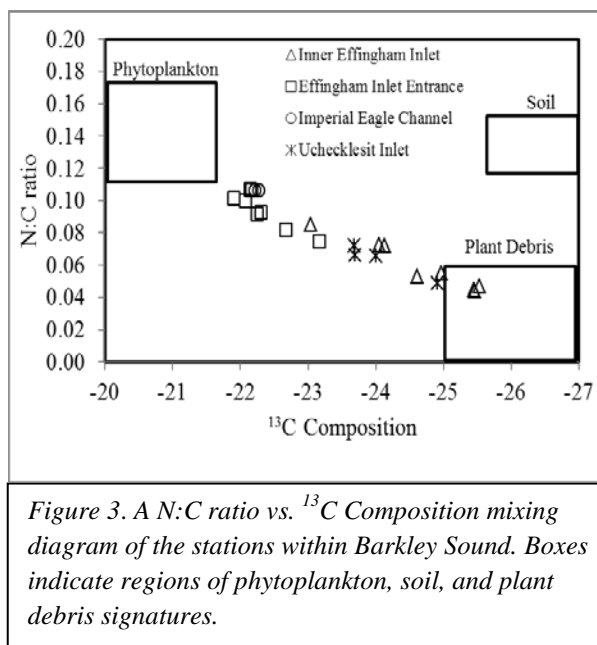 0.20
0.18
0.16
0.14
0.12
0.10
0.08
0.06
0.04
0.02
0.00
N:C ratio
Phytoplankton
Inner Effingham Inlet
Effingham Inlet Entrance
Imperial Eagle Channel
Uchecklesit Inlet
Soil
Plant Debris
-20 -21 -22 -23 -24 -25 -26 -27
¹³C Composition
Figure 3. A N:C ratio vs. ¹³C Composition mixing
diagram of the stations within Barkley Sound. Boxes
indicate regions of phytoplankton, soil, and plant
debris signatures.